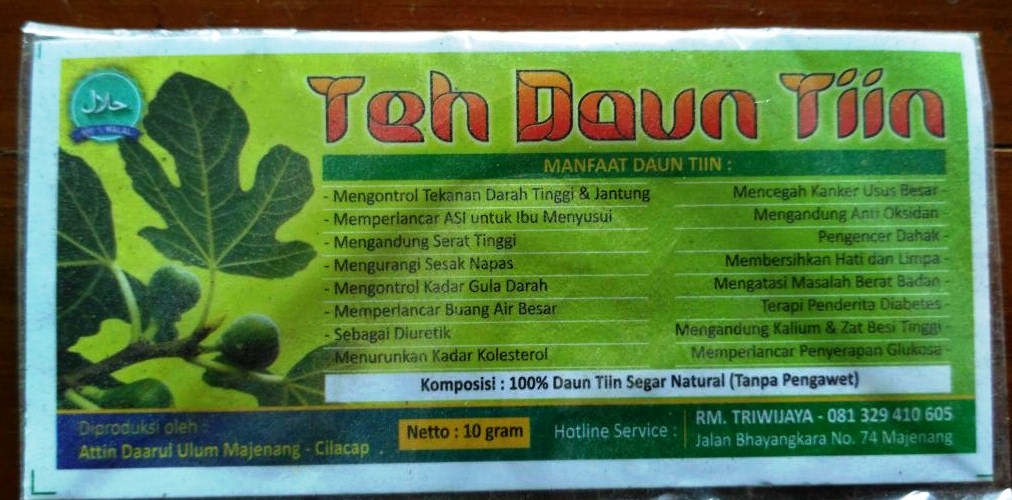 حلال
100 % HALAL
Teh Daun Tiin
MANFAAT DAUN TIIN :
- Mengontrol Tekanan Darah Tinggi & Jantung
- Memperlancar ASI untuk Ibu Menyusui
- Mengandung Serat Tinggi
- Mengurangi Sesak Napas
- Mengontrol Kadar Gula Darah
- Memperlancar Buang Air Besar
- Sebagai Diuretik
- Menurunkan Kadar Kolesterol
Mencegah Kanker Usus Besar -
Mengandung Anti Oksidan -
Pengencer Dahak -
Membersihkan Hati dan Limpa -
Mengatasi Masalah Berat Badan -
Terapi Penderita Diabetes -
Mengandung Kalium & Zat Besi Tinggi -
Memperlancar Penyerapan Glukosa -
Komposisi : 100% Daun Tiin Segar Natural (Tanpa Pengawet)
Diproduksi oleh :
Attin Daarul Ulum Majenang - Cilacap
Netto : 10 gram
Hotline Service :
RM. TRIWIJAYA - 081 329 410 605
Jalan Bhayangkara No. 74 Majenang